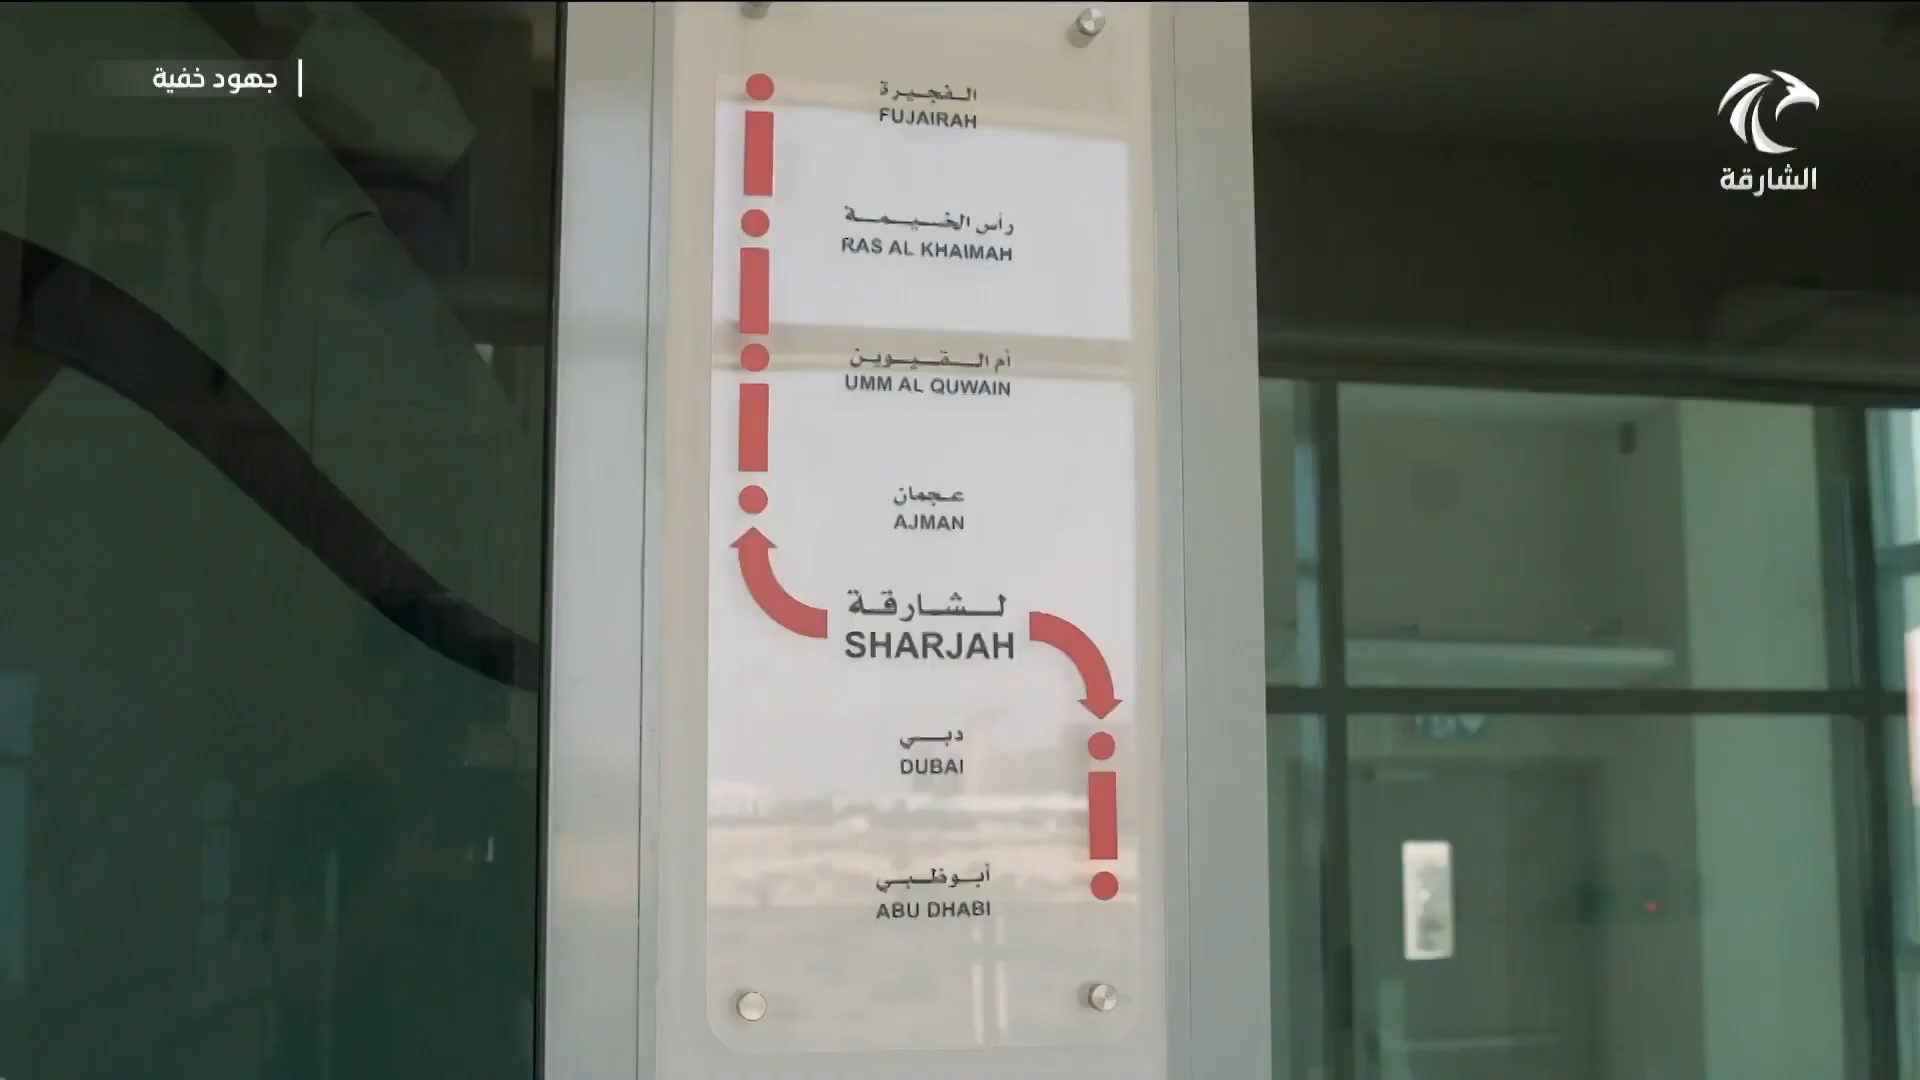 جهود خفية
الشارقة
الفجيرة
FUJAIRAH
رأس الخيمة
RAS AL KHAIMAH
أم القيوين
UMM AL QUWAIN
عجمان
AJMAN
لشارقة
SHARJAH
دبي
DUBAI
أبوظبي
ABU DHABI